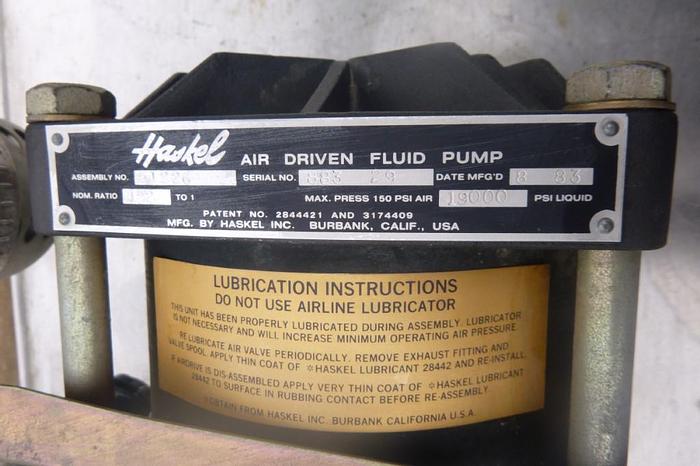 Haskel AIR DRIVEN FLUID PUMP
ASSEMBLY NO. SERIAL NO. 883 29 DATE MFG'D 8 83
NOM. RATIO TO 1 MAX. PRESS 150 PSI AIR 19000 PSI LIQUID
PATENT NO. 2844421 AND 3174409
MFG. BY HASKEL INC. BURBANK, CALIF., USA
LUBRICATION INSTRUCTIONS
DO NOT USE AIRLINE LUBRICATOR
THIS UNIT HAS BEEN PROPERLY LUBRICATED DURING ASSEMBLY. LUBRICATOR
IS NOT NECESSARY AND WILL INCREASE MINIMUM OPERATING AIR PRESSURE.
RE LUBRICATE AIR VALVE PERIODICALLY. REMOVE EXHAUST FITTING AND
VALVE SPOOL. APPLY THIN COAT OF ✩HASKEL LUBRICANT 28442 AND RE-INSTALL.
IF AIRDRIVE IS DIS-ASSEMBLED APPLY VERY THIN COAT OF ✩HASKEL LUBRICANT
28442 TO SURFACE IN RUBBING CONTACT BEFORE RE-ASSEMBLY.
✩OBTAIN FROM HASKEL INC. BURBANK CALIFORNIA U.S.A.